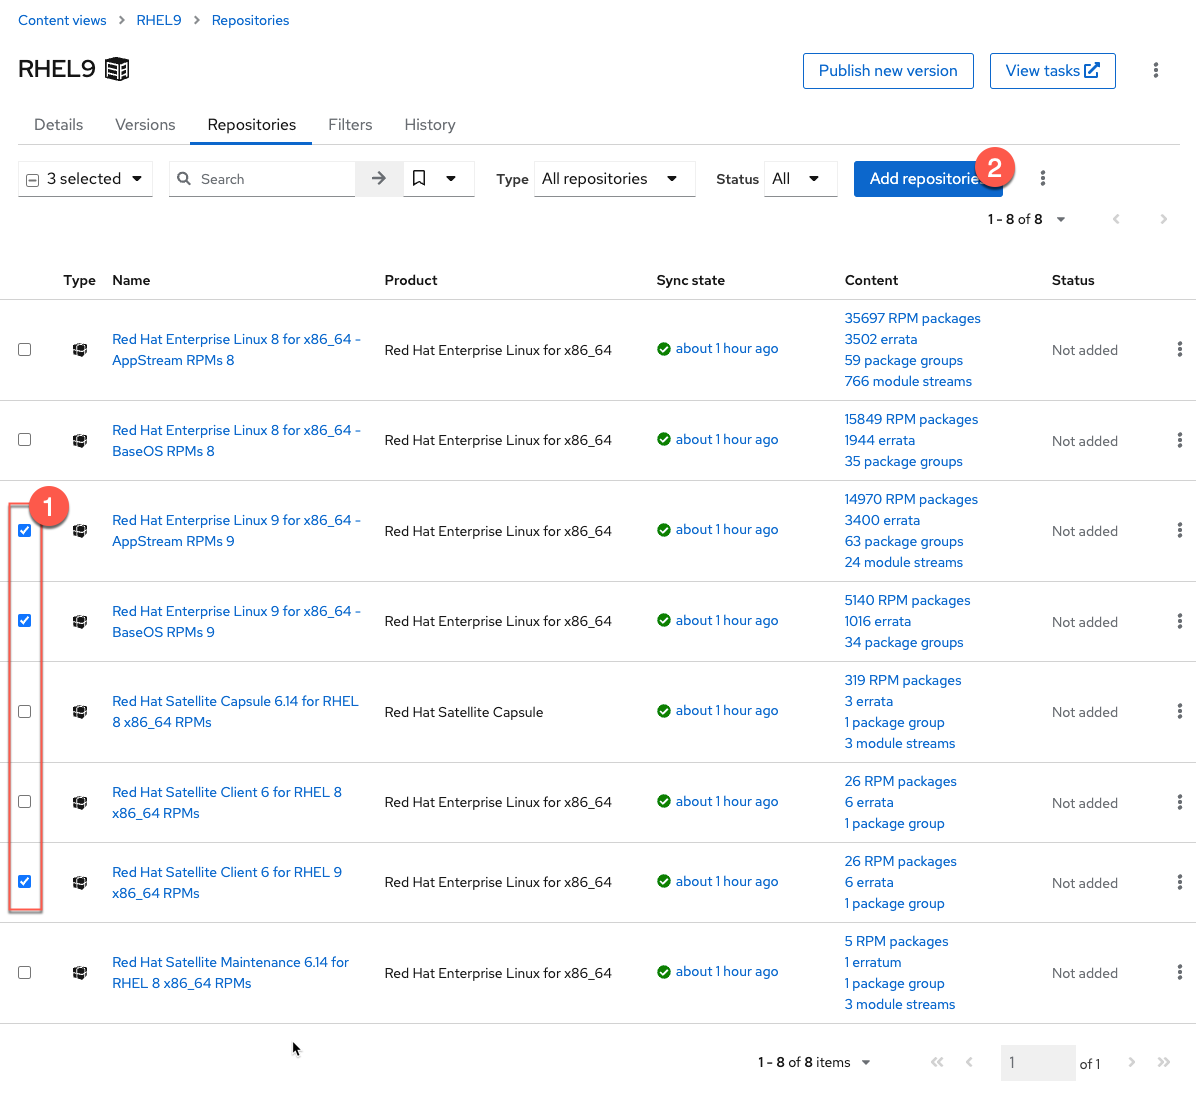 Content views > RHEL9 > Repositories
RHEL9
Publish new version
View tasks
Details Versions Repositories Filters History
3 selected Search Type All repositories Status All Add repositorie 2
1 - 8 of 8
Type Name Product Sync state Content Status
Red Hat Enterprise Linux 8 for x86_64 -
AppStream RPMs 8
Red Hat Enterprise Linux for x86_64
about 1 hour ago
35697 RPM packages
3502 errata
59 package groups
766 module streams
Not added
Red Hat Enterprise Linux 8 for x86_64 -
BaseOS RPMs 8
Red Hat Enterprise Linux for x86_64
about 1 hour ago
15849 RPM packages
1944 errata
35 package groups
Not added
1
Red Hat Enterprise Linux 9 for x86_64 -
AppStream RPMs 9
Red Hat Enterprise Linux for x86_64
about 1 hour ago
14970 RPM packages
3400 errata
63 package groups
24 module streams
Not added
Red Hat Enterprise Linux 9 for x86_64 -
BaseOS RPMs 9
Red Hat Enterprise Linux for x86_64
about 1 hour ago
5140 RPM packages
1016 errata
34 package groups
Not added
Red Hat Satellite Capsule 6.14 for RHEL
8 x86_64 RPMs
Red Hat Satellite Capsule
about 1 hour ago
319 RPM packages
3 errata
1 package group
3 module streams
Not added
Red Hat Satellite Client 6 for RHEL 8
x86_64 RPMs
Red Hat Enterprise Linux for x86_64
about 1 hour ago
26 RPM packages
6 errata
1 package group
Not added
Red Hat Satellite Client 6 for RHEL 9
x86_64 RPMs
Red Hat Enterprise Linux for x86_64
about 1 hour ago
26 RPM packages
6 errata
1 package group
Not added
Red Hat Satellite Maintenance 6.14 for
RHEL 8 x86_64 RPMs
Red Hat Enterprise Linux for x86_64
about 1 hour ago
5 RPM packages
1 erratum
1 package group
3 module streams
Not added
1 - 8 of 8 items 1 of 1